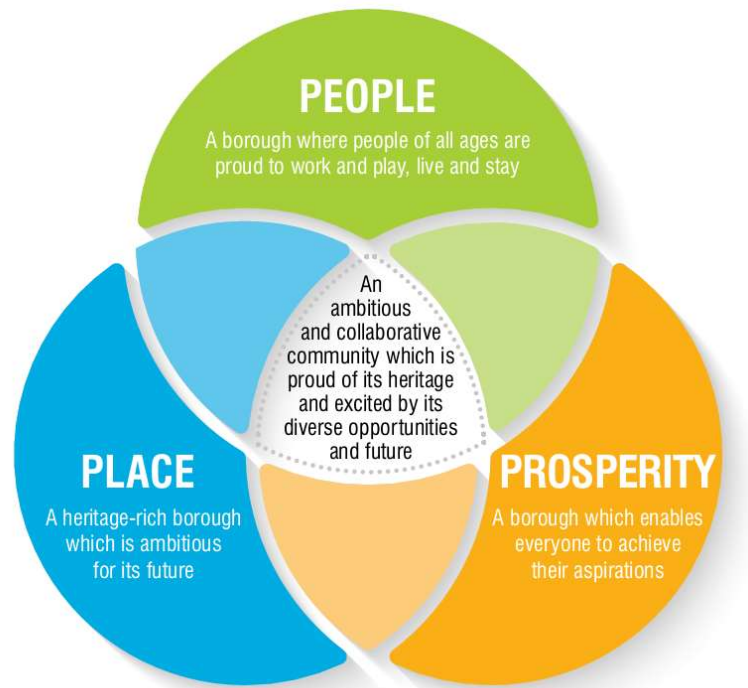 PEOPLE
A borough where people of all ages are
proud to work and play, live and stay
An
ambitious
and collaborative
community which is
proud of its heritage
and excited by its
diverse opportunities
and future
PLACE
A heritage-rich borough
which is ambitious
for its future
PROSPERITY
A borough which enables
everyone to achieve
their aspirations